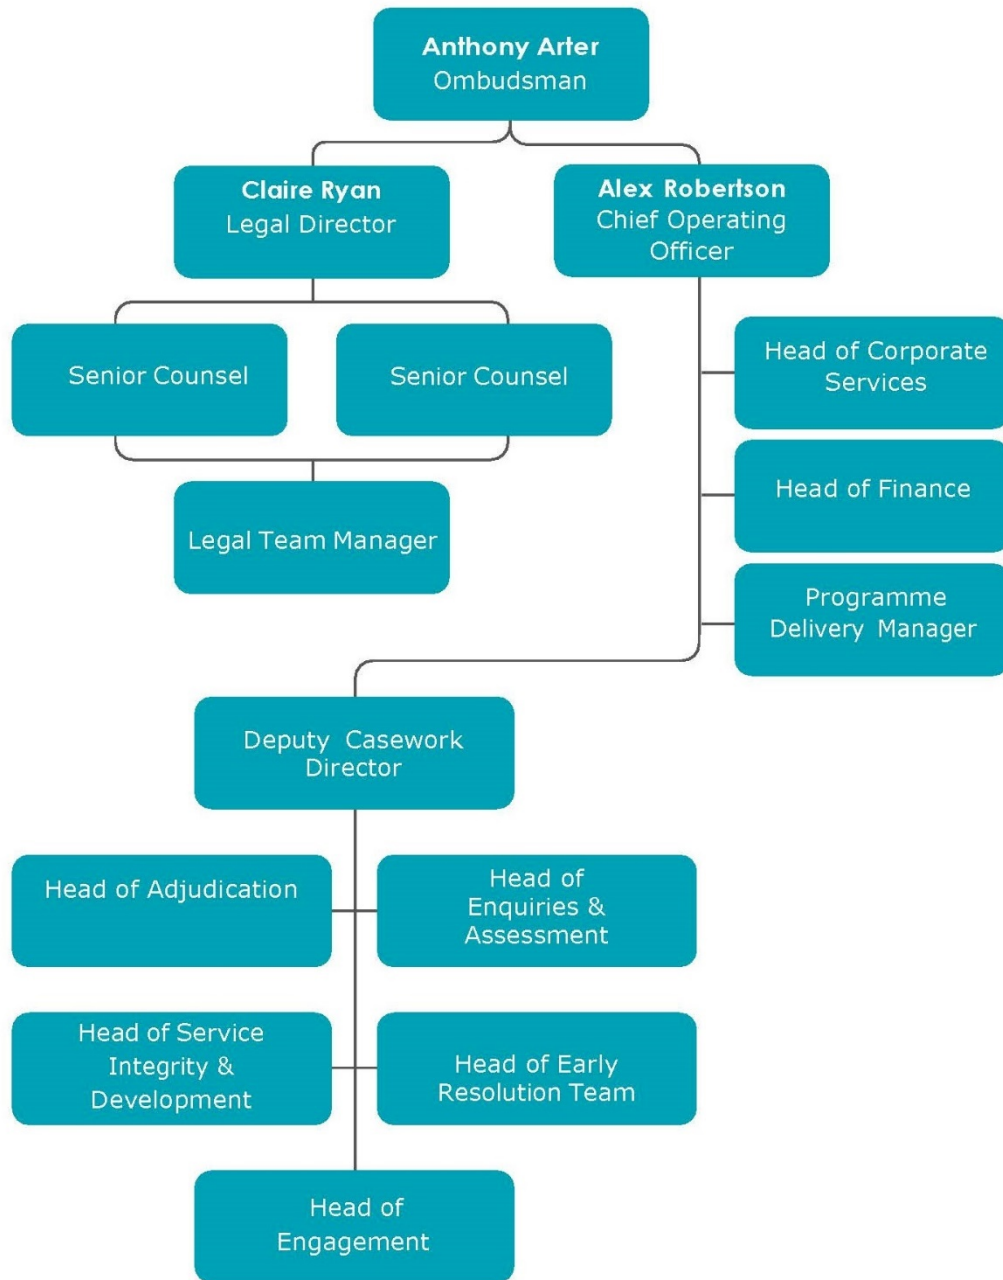 Anthony Arter
Ombudsman
Claire Ryan
Legal Director
Alex Robertson
Chief Operating
Officer
Senior Counsel
Senior Counsel
Head of Corporate
Services
Head of Finance
Legal Team Manager
Programme
Delivery Manager
Deputy Casework
Director
Head of Adjudication
Head of
Enquiries &
Assessment
Head of Service
Integrity &
Development
Head of Early
Resolution Team
Head of
Engagement